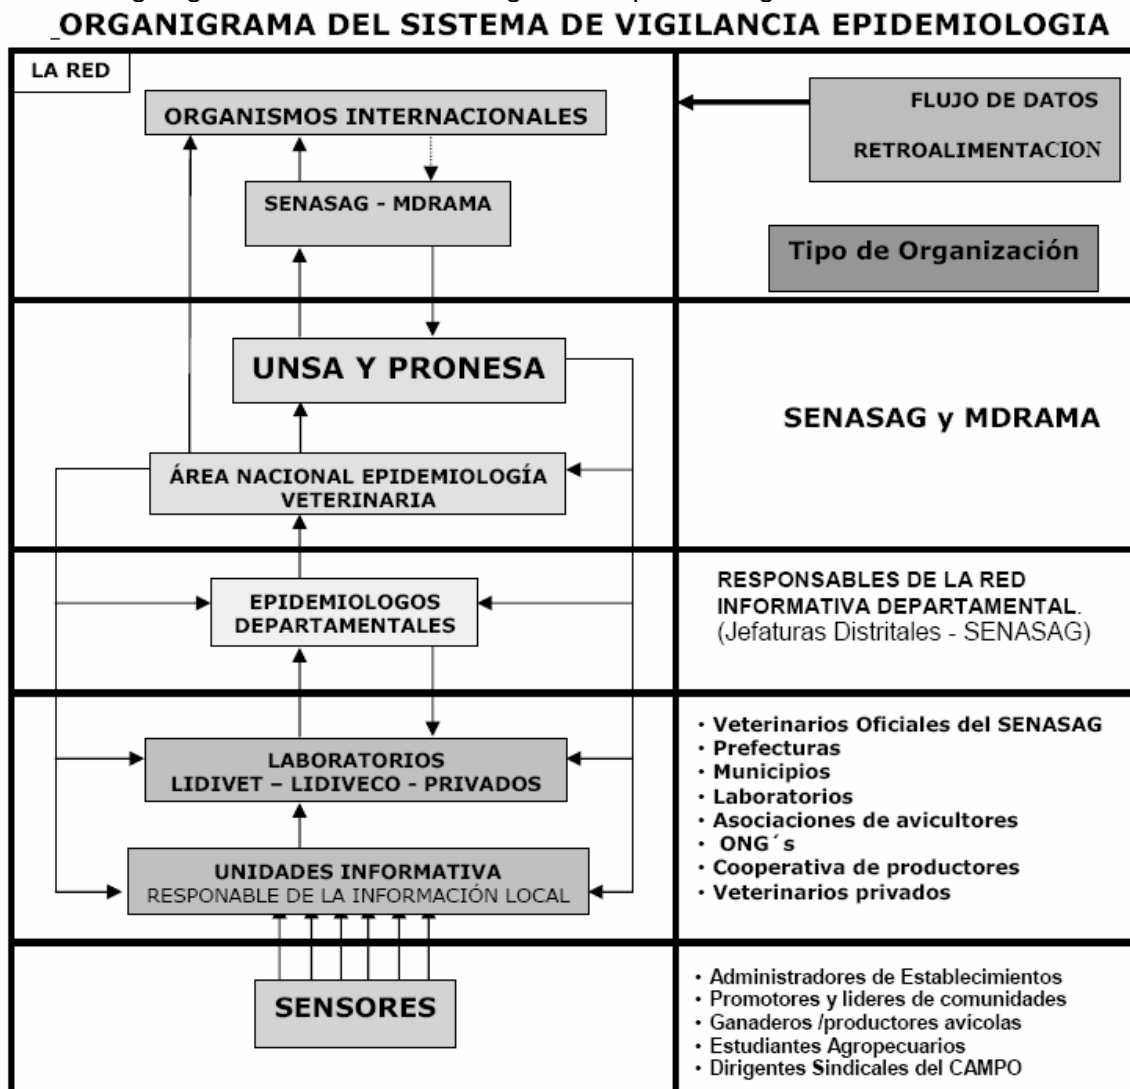 _ORGANIGRAMA DEL SISTEMA DE VIGILANCIA EPIDEMIOLOGIA
LA RED
ORGANISMOS INTERNACIONALES
FLUJO DE DATOS
RETROALIMENTACION
SENASAG - MDRAMA
Tipo de Organización
UNSA Y PRONESA
SENASAG y MDRAMA
ÁREA NACIONAL EPIDEMIOLOGÍA
VETERINARIA
EPIDEMIOLOGOS
DEPARTAMENTALES
RESPONSABLES DE LA RED
INFORMATIVA DEPARTAMENTAL.
(Jefaturas Distritales - SENASAG)
LABORATORIOS
LIDIVET – LIDIVECO - PRIVADOS
UNIDADES INFORMATIVA
RESPONABLE DE LA INFORMACIÓN LOCAL
• Veterinarios Oficiales del SENASAG
• Prefecturas
• Municipios
• Laboratorios
• Asociaciones de avicultores
• ONG´s
• Cooperativa de productores
• Veterinarios privados
SENSORES
• Administradores de Establecimientos
• Promotores y lideres de comunidades
• Ganaderos /productores avícolas
• Estudiantes Agropecuarios
• Dirigentes Sindicales del CAMPO